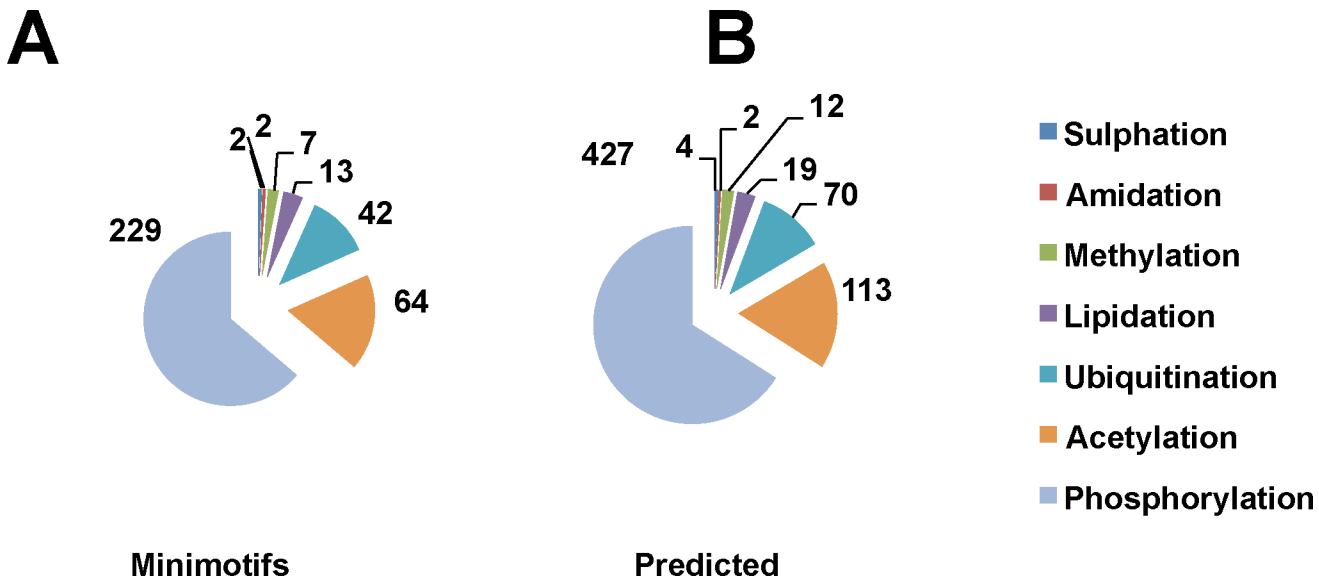 A
B
2
2
7
13
42
64
229
Minimotifs
427
4
2
12
19
70
113
Predicted
Sulphation
Amidation
Methylation
Lipidation
Ubiquitination
Acetylation
Phosphorylation